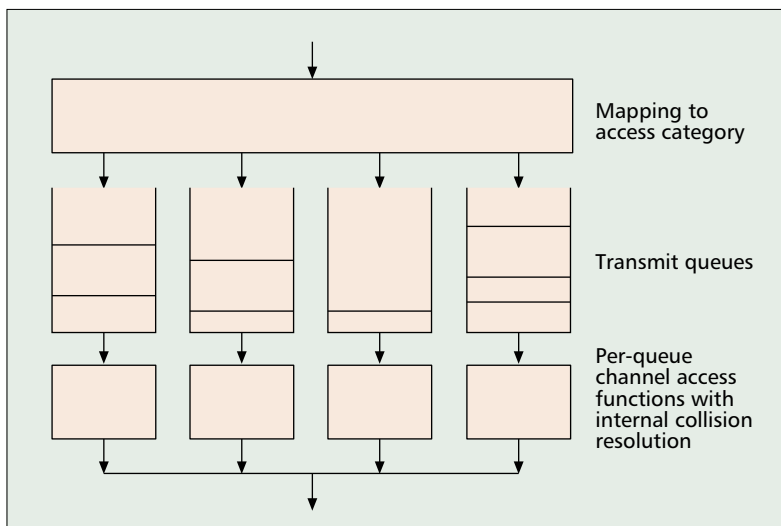 Mapping to
access category
Transmit queues
Per-queue
channel access
functions with
internal collision
resolution